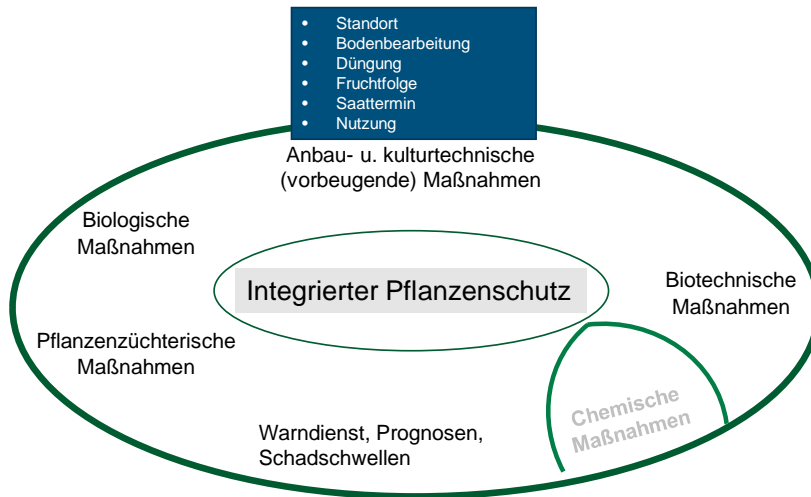 • Standort
• Bodenbearbeitung
• Düngung
• Fruchtfolge
• Saattermin
• Nutzung
Anbau- u. kulturtechnische
(vorbeugende) Maßnahmen
Biologische
Maßnahmen
Integrierter Pflanzenschutz
Biotechnische
Maßnahmen
Pflanzenzüchterische
Maßnahmen
Chemische
Maßnahmen
Warndienst, Prognosen,
Schadschwellen